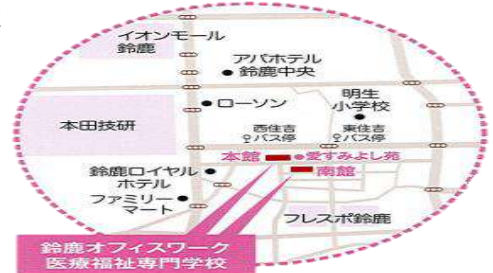 イオンモール
鈴鹿
アパホテル
鈴鹿中央
ローソン
明生
小学校
本田技研
西住吉
バス停
東住吉
バス停
本館
愛すみよし苑
南館
鈴鹿ロイヤル
ホテル
ファミリー
マート
フレスポ鈴鹿
鈴鹿オフィスワーク
医療福祉専門学校